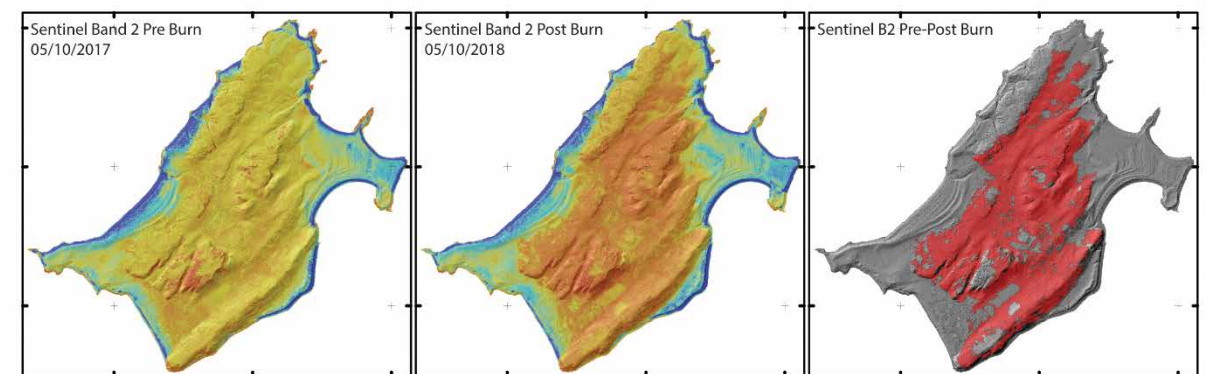 Sentinel Band 2 Pre Burn
05/10/2017
Sentinel Band 2 Post Burn
05/10/2018
Sentinel B2 Pre-Post Burn